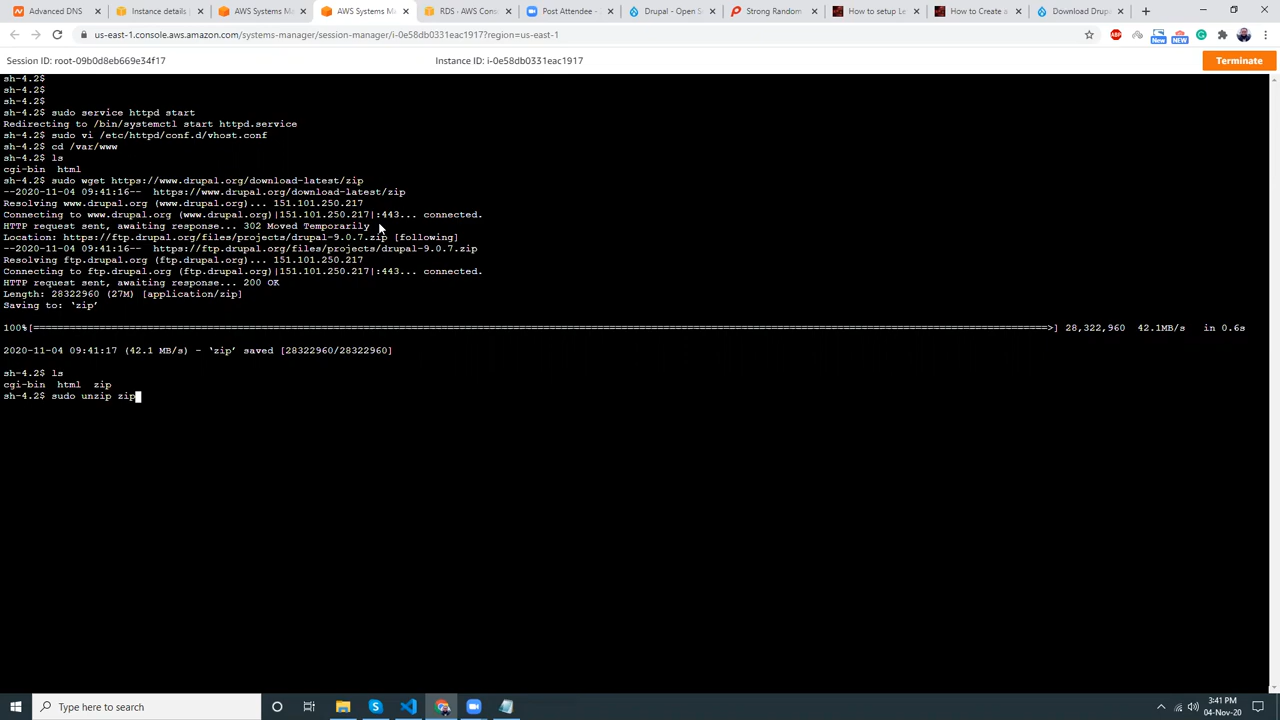 Advanced DNS
Instance details
AWS Systems Ma
AWS Systems Ma
RDS · AWS Cons
Post Attendee -
Drupal - Open S
Strong Random
How to setup Le
How to Create a
Download Drupa
us-east-1.console.aws.amazon.com/systems-manager/session-manager/i-0e58db0331eac1917?region=us-east-1
ABP
New
NEW
Session ID: root-09b0d8eb669e34f17
Instance ID: i-0e58db0331eac1917
Terminate
sh-4.2$
sh-4.2$
sh-4.2$
sh-4.2$ sudo service httpd start
Redirecting to /bin/systemctl start httpd.service
sh-4.2$ sudo vi /etc/httpd/conf.d/vhost.conf
sh-4.2$ cd /var/www
sh-4.2$ ls
cgi-bin  html
sh-4.2$ sudo wget https://www.drupal.org/download-latest/zip
--2020-11-04 09:41:16--  https://www.drupal.org/download-latest/zip
Resolving www.drupal.org (www.drupal.org)... 151.101.250.217
Connecting to www.drupal.org (www.drupal.org)|151.101.250.217|:443... connected.
HTTP request sent, awaiting response... 302 Moved Temporarily
Location: https://ftp.drupal.org/files/projects/drupal-9.0.7.zip [following]
--2020-11-04 09:41:16--  https://ftp.drupal.org/files/projects/drupal-9.0.7.zip
Resolving ftp.drupal.org (ftp.drupal.org)... 151.101.250.217
Connecting to ftp.drupal.org (ftp.drupal.org)|151.101.250.217|:443... connected.
HTTP request sent, awaiting response... 200 OK
Length: 28322960 (27M) [application/zip]
Saving to: ‘zip’
100%[==================================================>] 28,322,960  42.1MB/s   in 0.6s
2020-11-04 09:41:17 (42.1 MB/s) - ‘zip’ saved [28322960/28322960]
sh-4.2$ ls
cgi-bin  html  zip
sh-4.2$ sudo unzip zip
Type here to search
3:41 PM
04-Nov-20